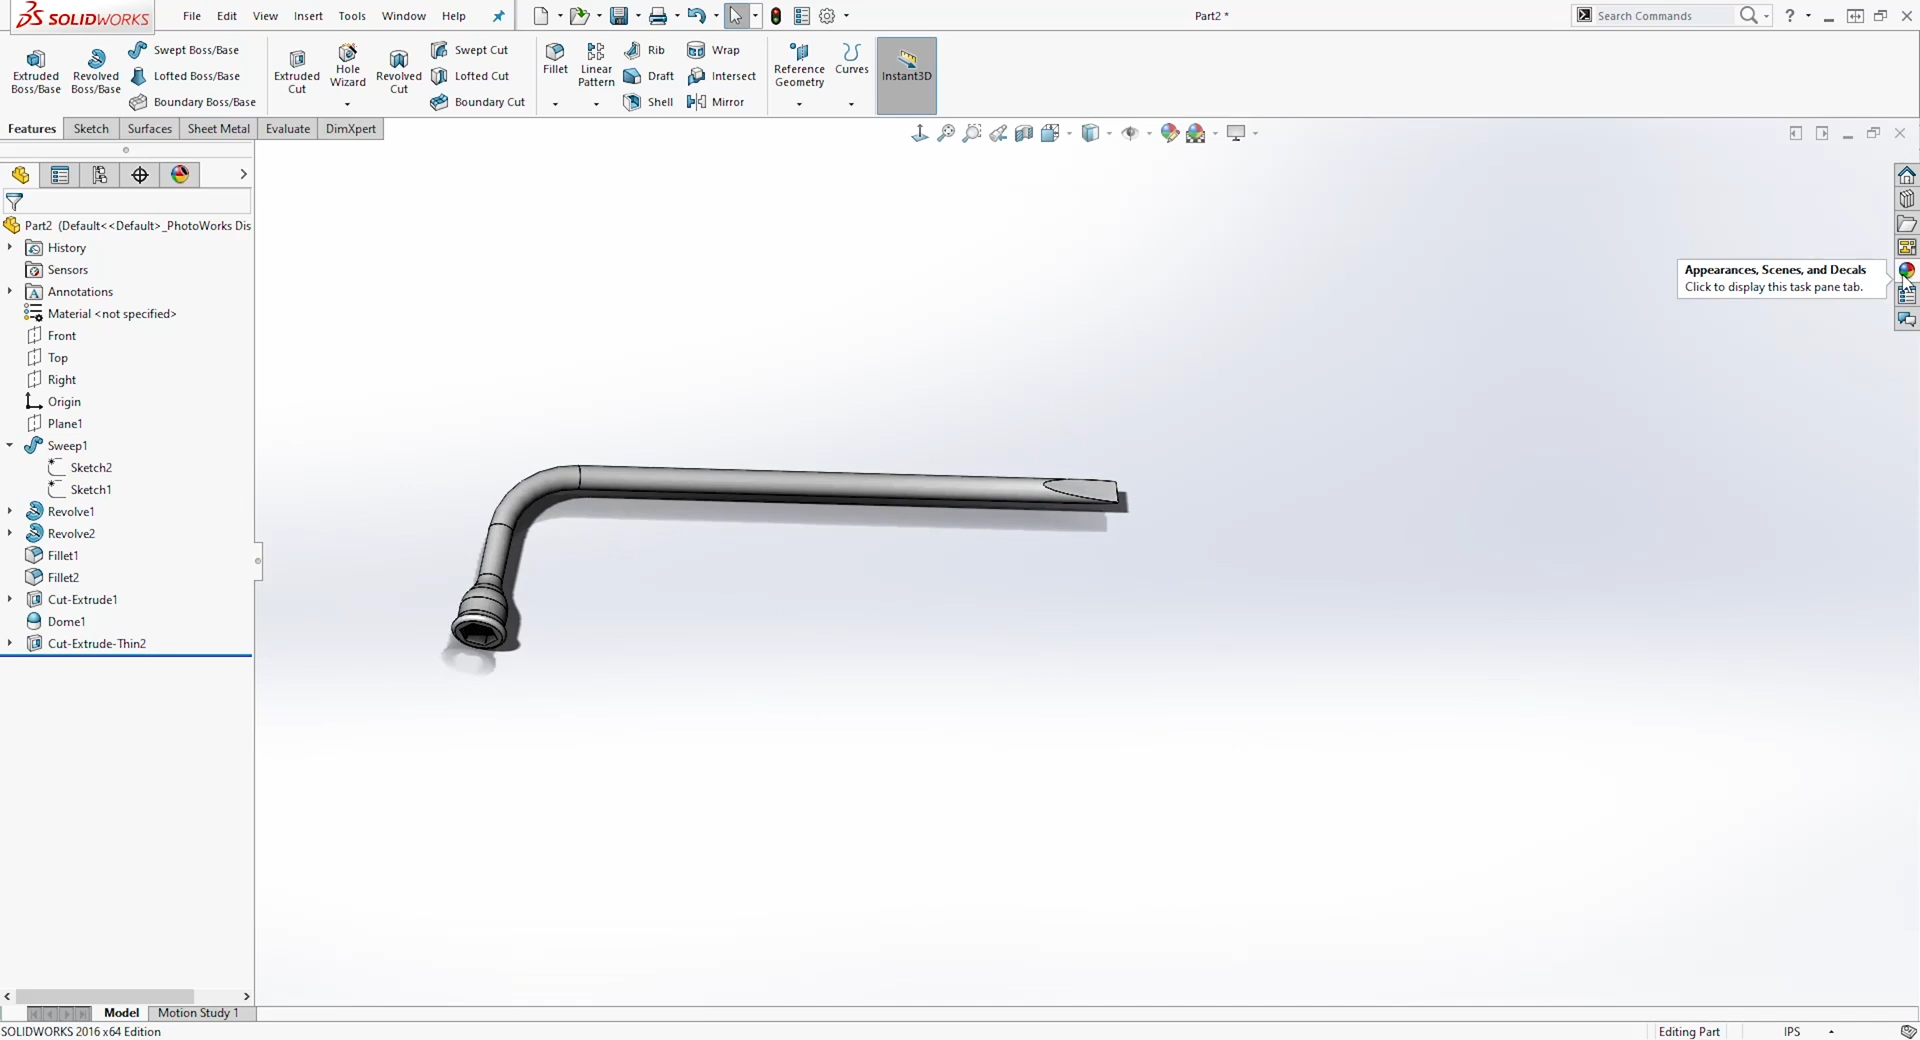 SOLIDWORKS File Edit View Insert Tools Window Help Part2 * Search Commands ?
Extruded Boss/Base
Revolved Boss/Base
Swept Boss/Base
Lofted Boss/Base
Boundary Boss/Base
Extruded Cut
Hole Wizard
Revolved Cut
Swept Cut
Lofted Cut
Boundary Cut
Fillet
Linear Pattern
Rib
Draft
Shell
Wrap
Intersect
Mirror
Reference Geometry
Curves
Instant3D
Features Sketch Surfaces Sheet Metal Evaluate DimXpert
Part2 (Default<<Default>_PhotoWorks Dis
History
Sensors
Annotations
Material <not specified>
Front
Top
Right
Origin
Plane1
Sweep1
Sketch2
Sketch1
Revolve1
Revolve2
Fillet1
Fillet2
Cut-Extrude1
Dome1
Cut-Extrude-Thin2
Appearances, Scenes, and Decals
Click to display this task pane tab.
Model Motion Study 1
SOLIDWORKS 2016 x64 Edition Editing Part IPS